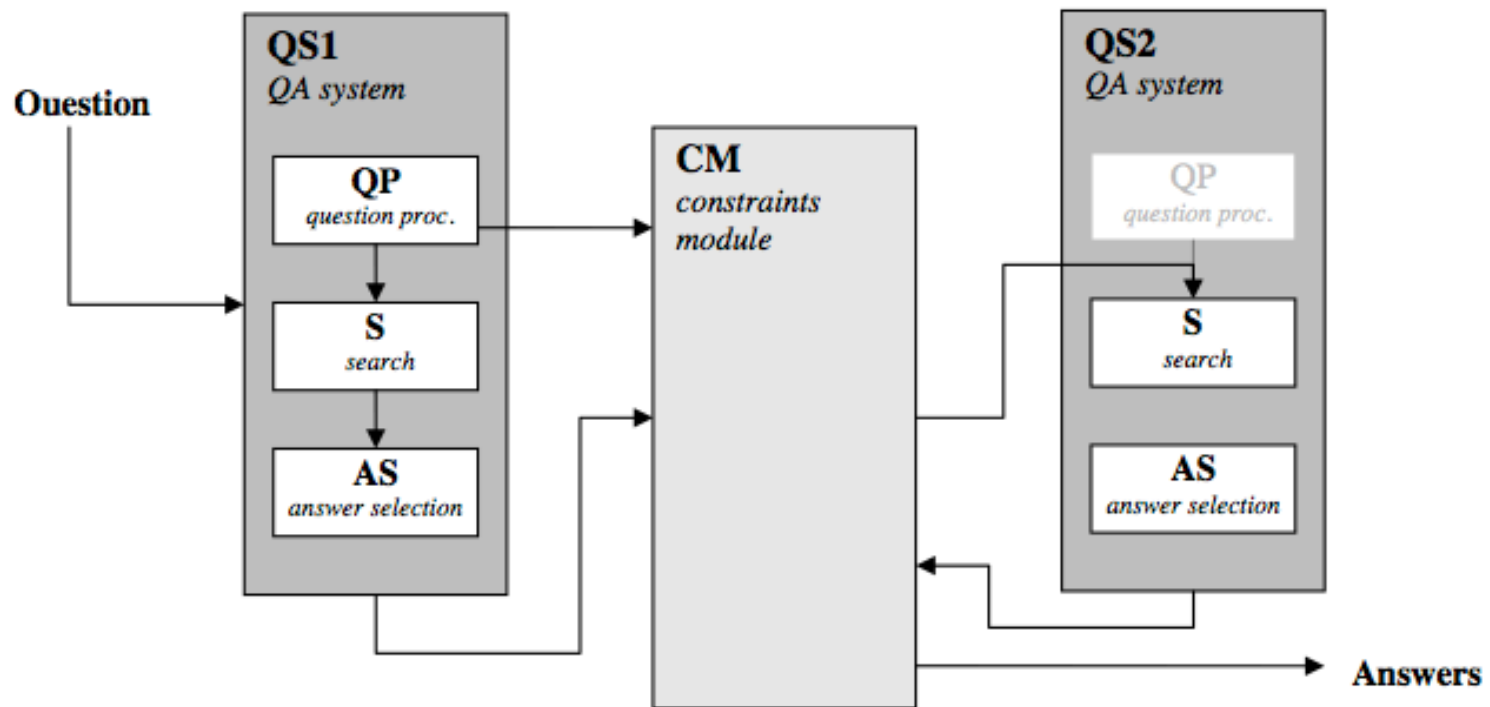 Ouestion
QS1
QA system
QP
question proc.
S
search
AS
answer selection
CM
constraints
module
QS2
QA system
QP
question proc.
S
search
AS
answer selection
Answers